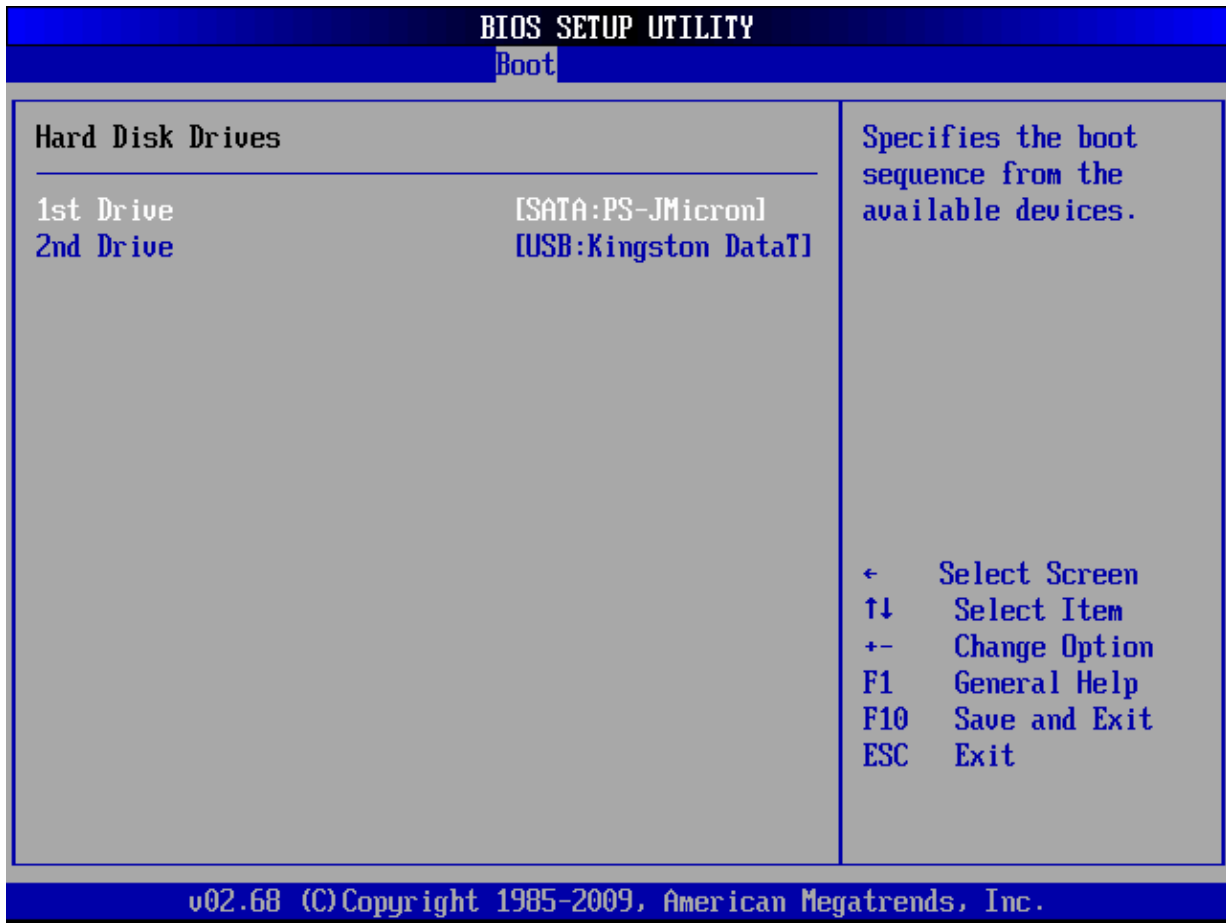 BIOS SETUP UTILITY
Boot
Hard Disk Drives
1st Drive [SATA:PS-JMicron]
2nd Drive [USB:Kingston DataT]
Specifies the boot
sequence from the
available devices.
← Select Screen
↑↓ Select Item
+- Change Option
F1 General Help
F10 Save and Exit
ESC Exit
v02.68 (C)Copyright 1985-2009, American Megatrends, Inc.